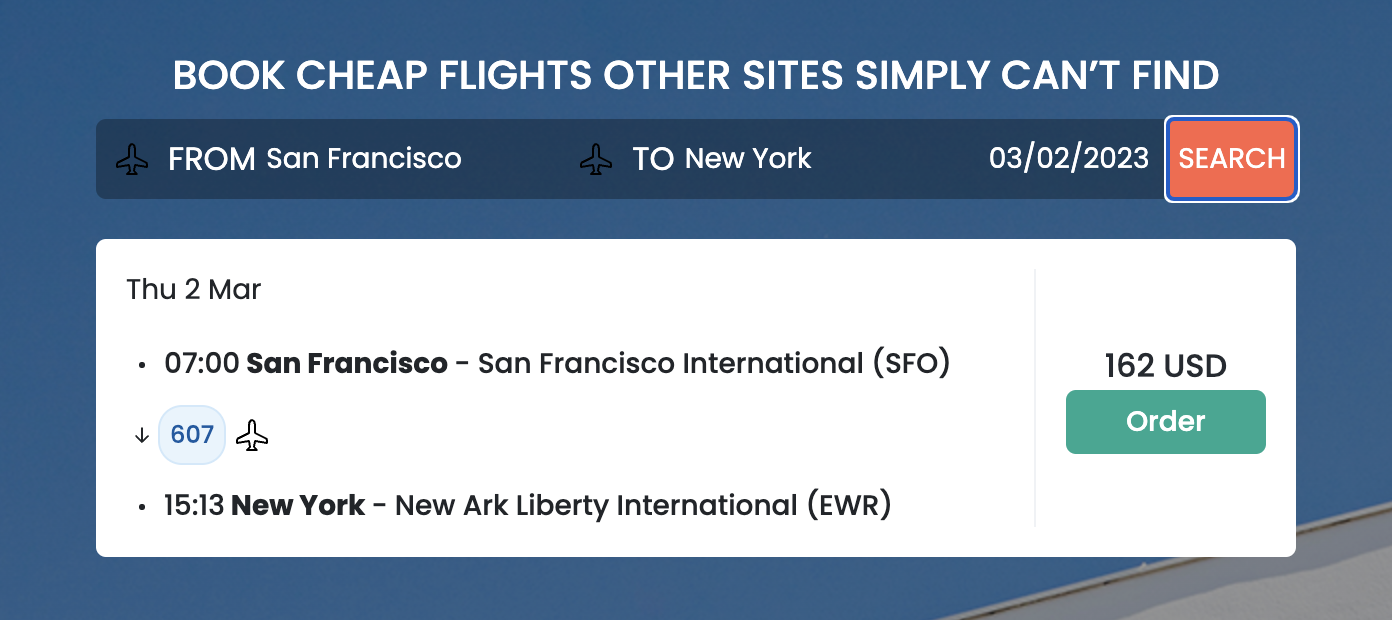 BOOK CHEAP FLIGHTS OTHER SITES SIMPLY CAN’T FIND
FROM San Francisco TO New York 03/02/2023 SEARCH
Thu 2 Mar
07:00 San Francisco - San Francisco International (SFO)
162 USD
Order
607
15:13 New York - New Ark Liberty International (EWR)